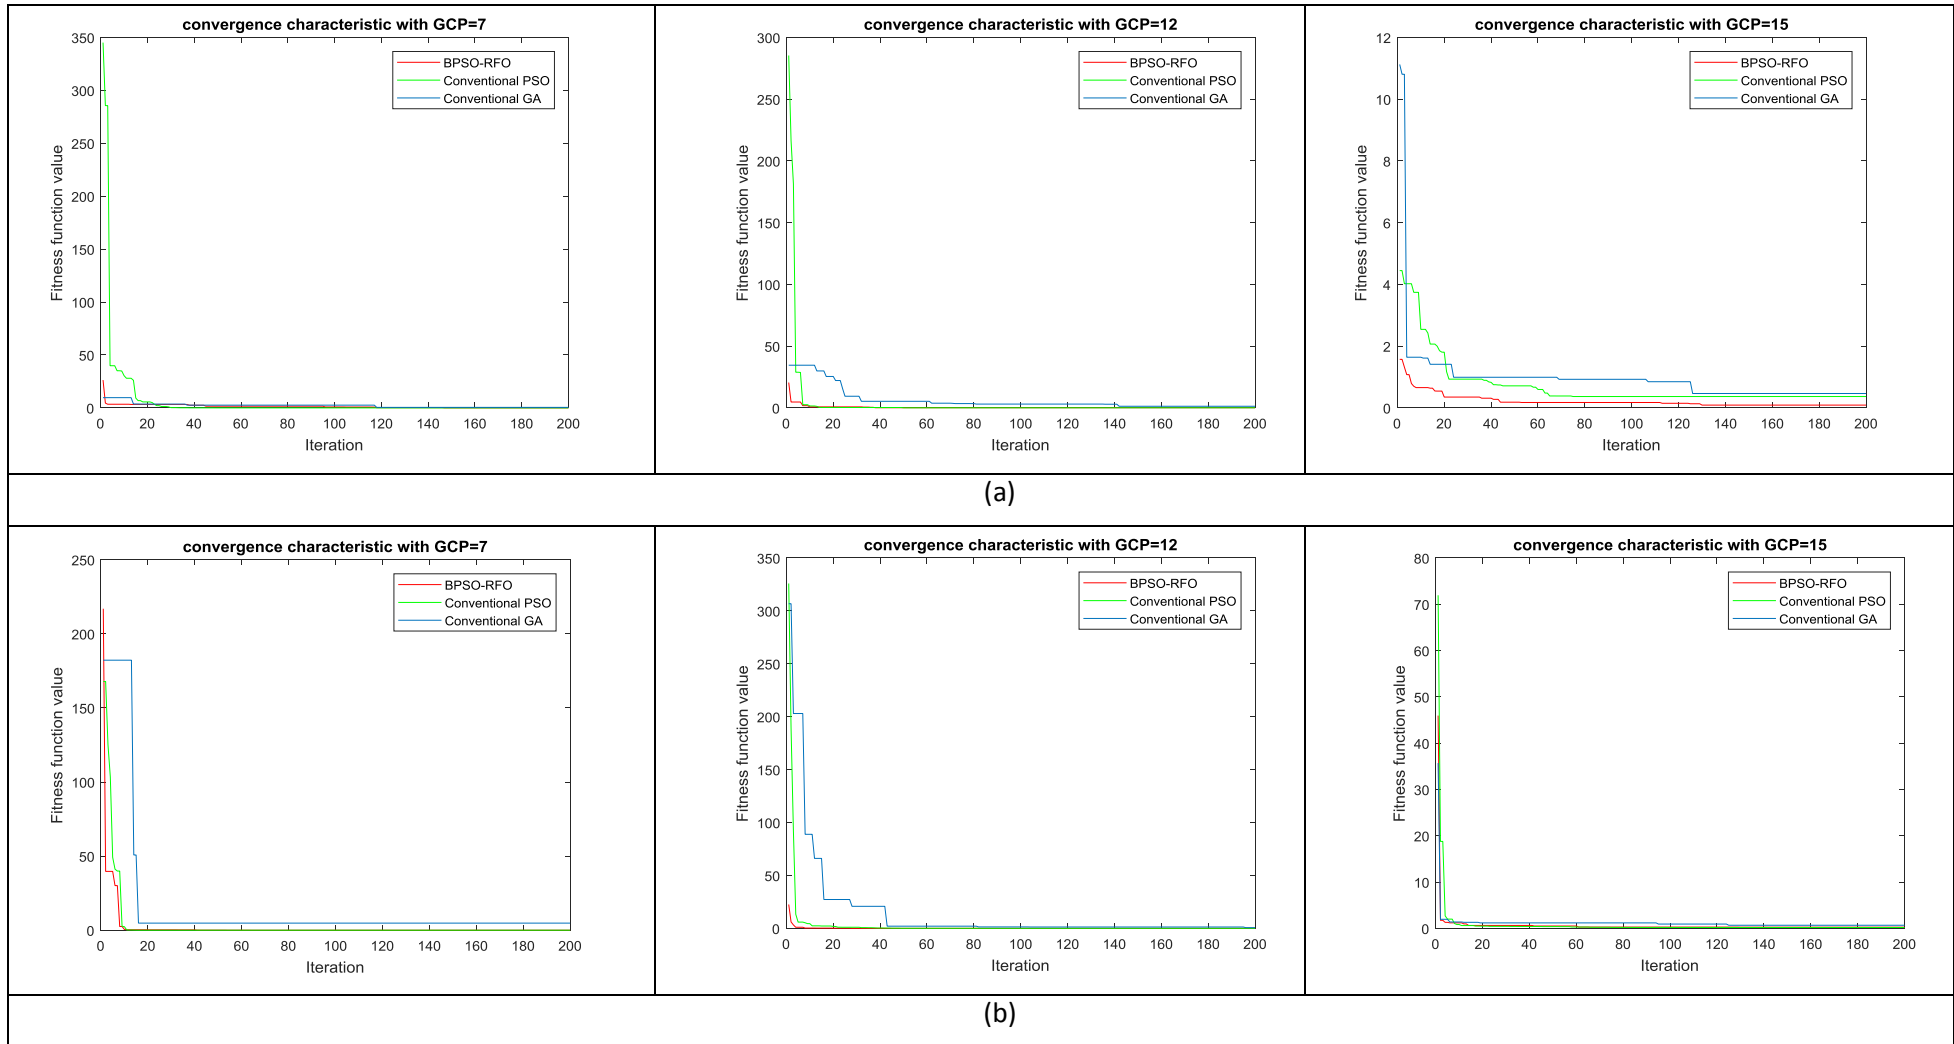 convergence characteristic with GCP=7
350
300
250
200
150
100
50
0
Fitness function value
BPSO-RFO
Conventional PSO
Conventional GA
0 20 40 60 80 100 120 140 160 180 200
Iteration
convergence characteristic with GCP=12
300
250
200
150
100
50
0
Fitness function value
BPSO-RFO
Conventional PSO
Conventional GA
0 20 40 60 80 100 120 140 160 180 200
Iteration
convergence characteristic with GCP=15
12
10
8
6
4
2
0
Fitness function value
BPSO-RFO
Conventional PSO
Conventional GA
0 20 40 60 80 100 120 140 160 180 200
Iteration
(a)
convergence characteristic with GCP=7
250
200
150
100
50
0
Fitness function value
BPSO-RFO
Conventional PSO
Conventional GA
0 20 40 60 80 100 120 140 160 180 200
Iteration
convergence characteristic with GCP=12
350
300
250
200
150
100
50
0
Fitness function value
BPSO-RFO
Conventional PSO
Conventional GA
0 20 40 60 80 100 120 140 160 180 200
Iteration
convergence characteristic with GCP=15
80
70
60
50
40
30
20
10
0
Fitness function value
BPSO-RFO
Conventional PSO
Conventional GA
0 20 40 60 80 100 120 140 160 180 200
Iteration
(b)